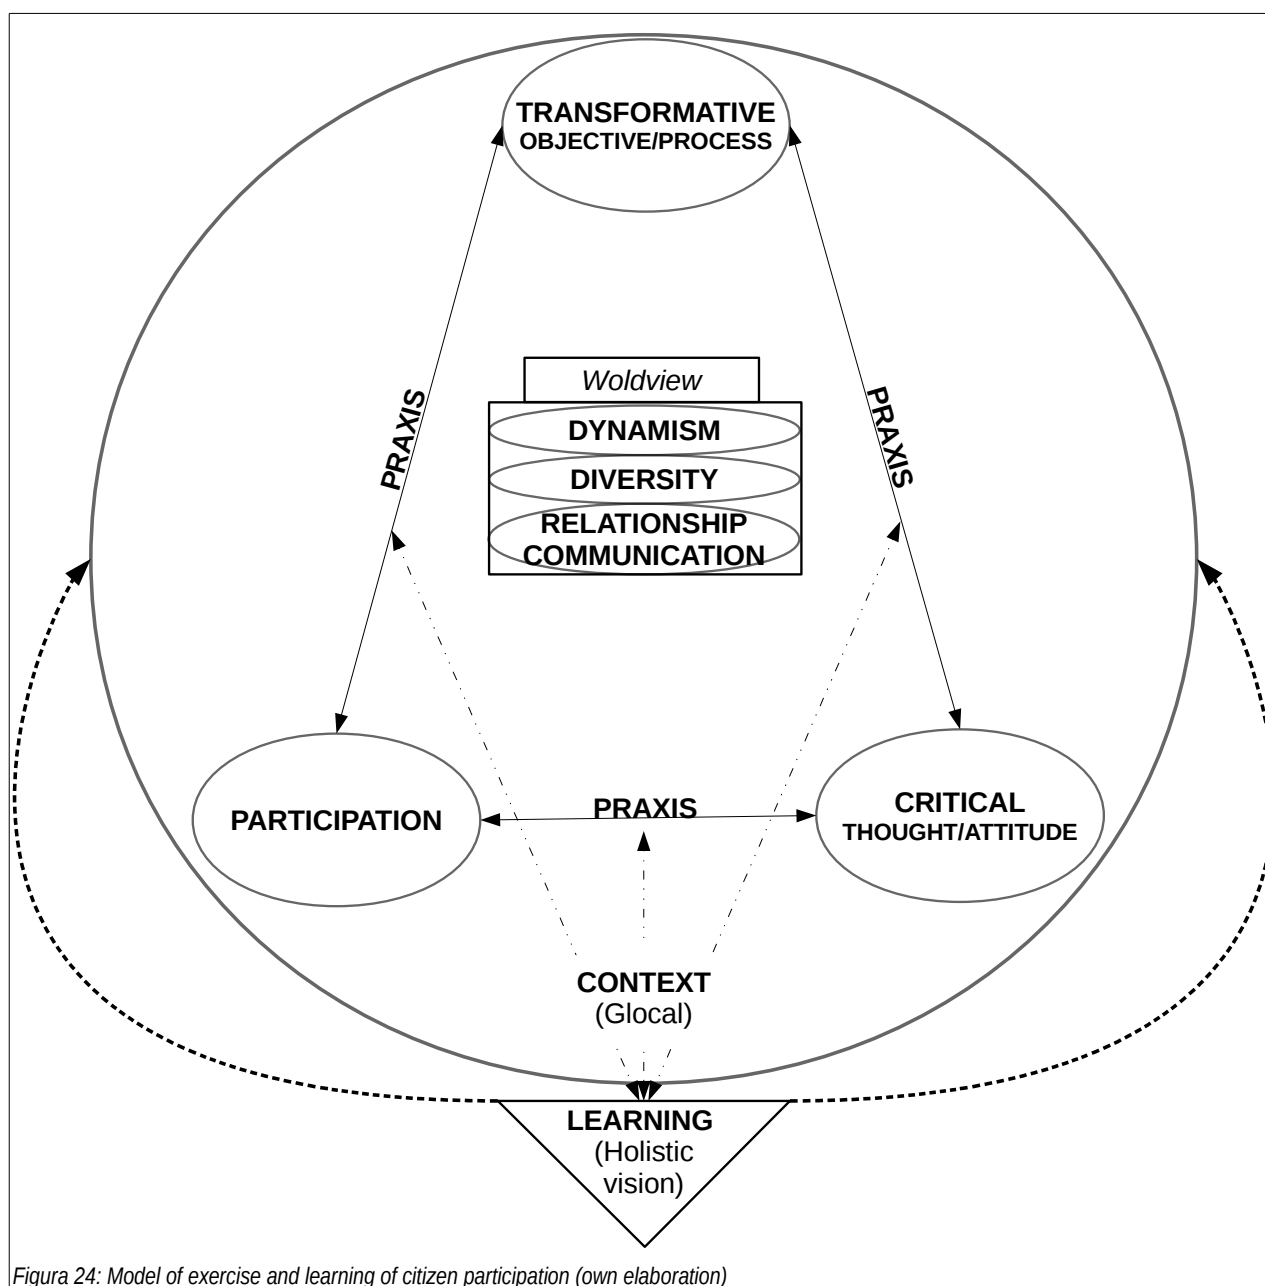 TRANSFORMATIVE
OBJECTIVE/PROCESS
PRAXIS
PRAXIS
Woldview
DYNAMISM
DIVERSITY
RELATIONSHIP
COMMUNICATION
PARTICIPATION
PRAXIS
CRITICAL
THOUGHT/ATTITUDE
CONTEXT
(Glocal)
LEARNING
(Holistic
vision)
Figura 24: Model of exercise and learning of citizen participation (own elaboration)